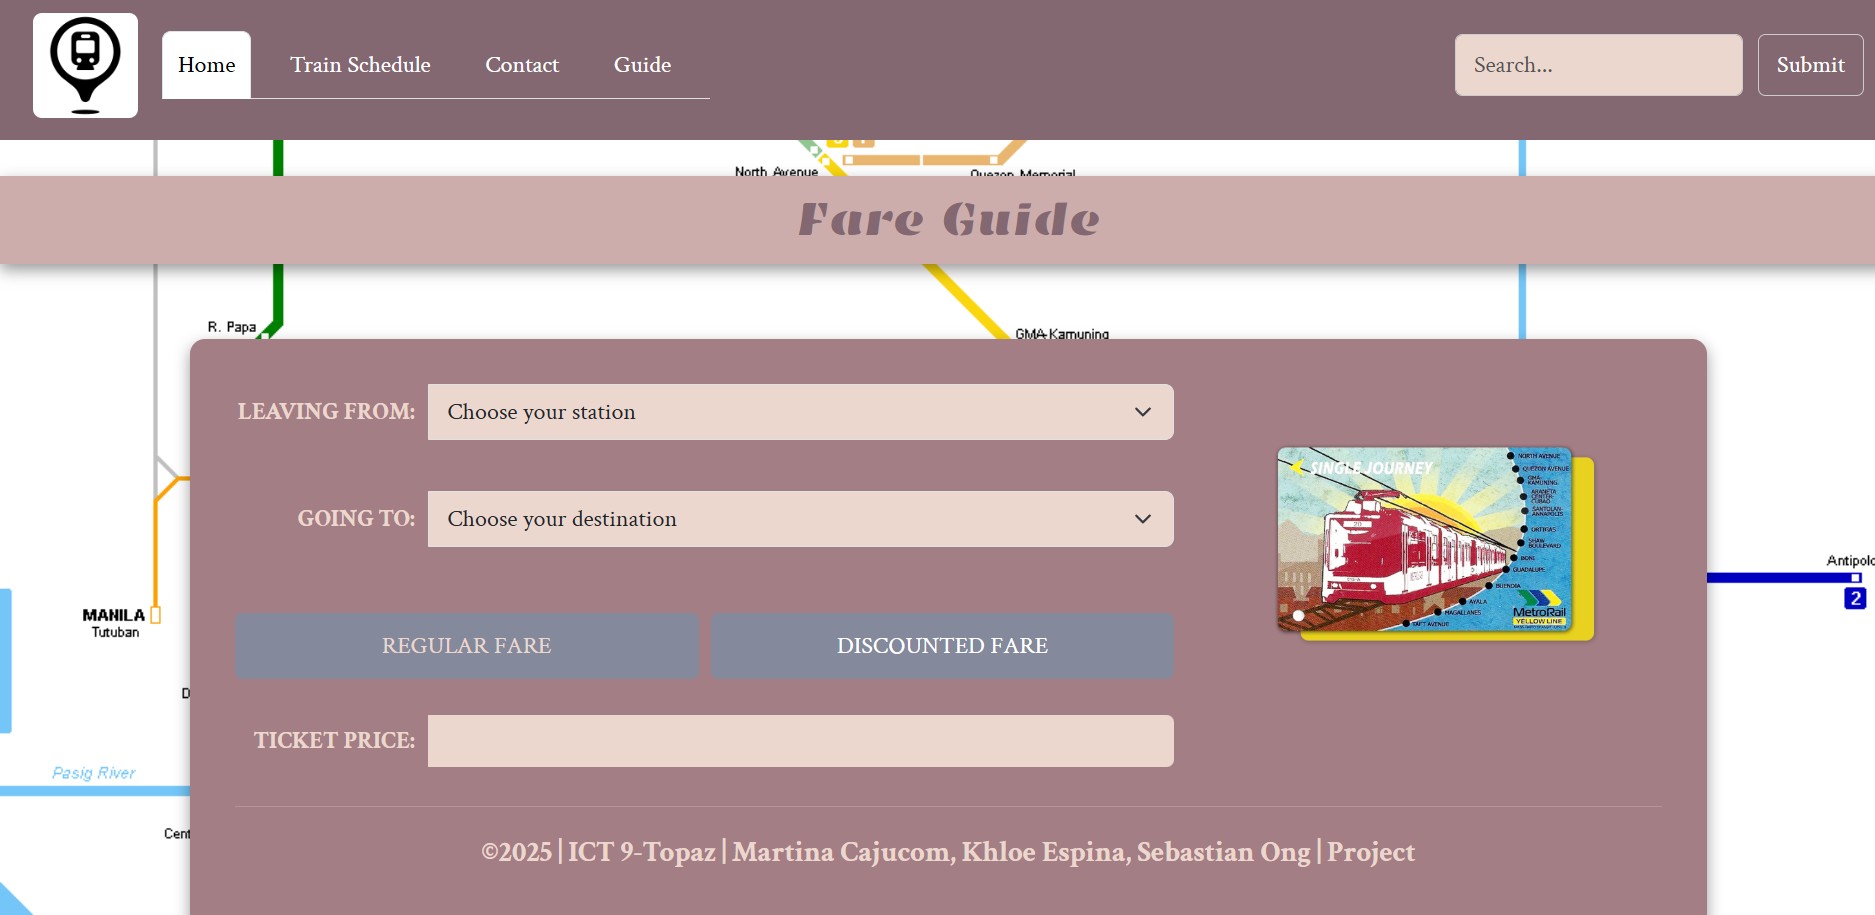 Home
Train Schedule
Contact
Guide
Search...
Submit
North Avenue
Quezon Memorial
Fare Guide
R. Papa
GMA-Kamuning
LEAVING FROM:
Choose your station
GOING TO:
Choose your destination
SINGLE JOURNEY
NORTH AVENUE
QUEZON AVENUE
GMA-
KAMUNING
ARANETA
CENTER-
CUBAO
SANTOLAN-
ANNAPOLIS
ORTIGAS
SHAW
BOULEVARD
BONI
GUADALUPE
BUENDIA
AYALA
MAGALLANES
TAFT AVENUE
MetroRail
YELLOW LINE
Antipolo
2
MANILA
Tutuban
REGULAR FARE
DISCOUNTED FARE
D
TICKET PRICE:
Pasig River
Cent
©2025 | ICT 9-Topaz | Martina Cajucom, Khloe Espina, Sebastian Ong | Project